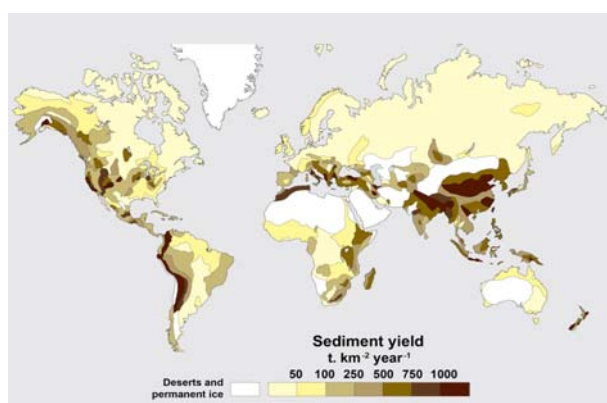 Sediment yield
t. km⁻² year⁻¹
50 100 250 500 750 1000
Deserts and
permanent ice